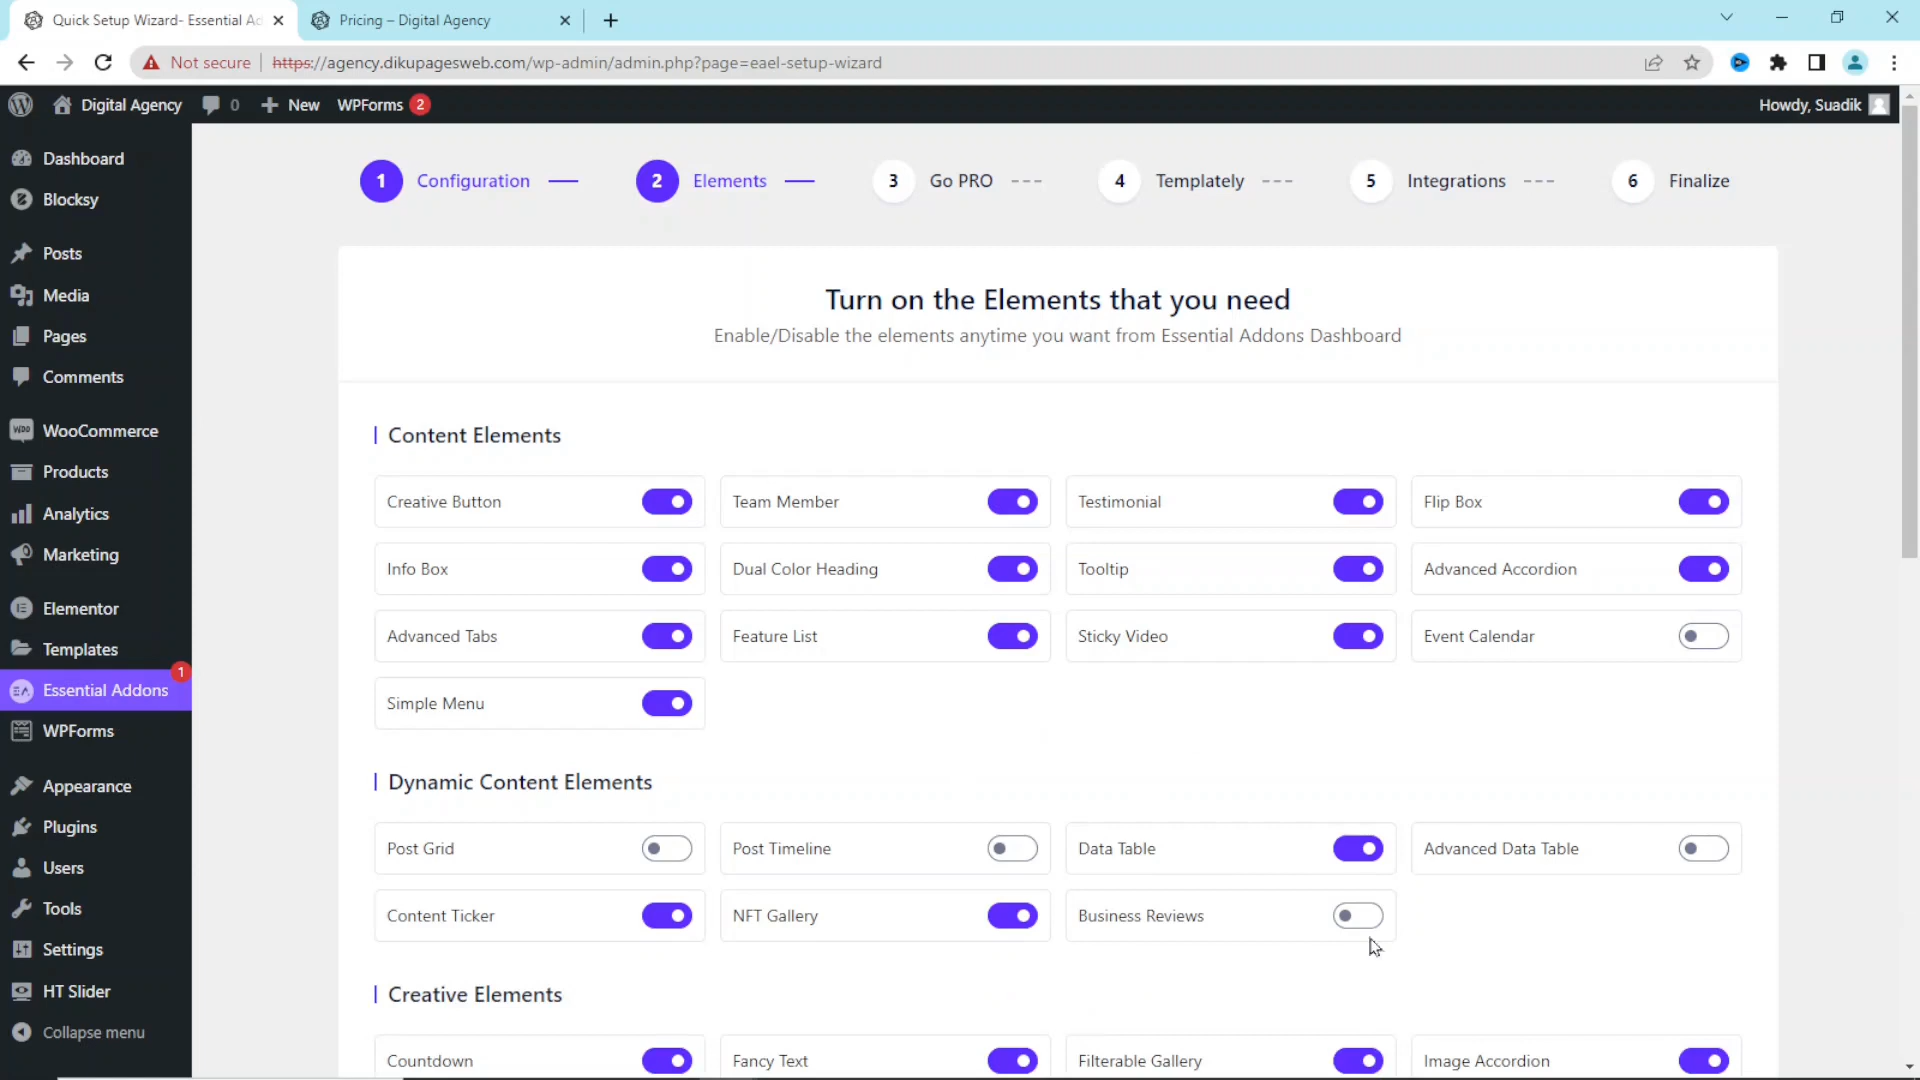 Quick Setup Wizard- Essential Ad
Pricing – Digital Agency
Not secure
https://agency.dikupagesweb.com/wp-admin/admin.php?page=eael-setup-wizard
Digital Agency
0
New
WPForms 2
Howdy, Suadik
Dashboard
Blocksy
Posts
Media
Pages
Comments
WooCommerce
Products
Analytics
Marketing
Elementor
Templates
Essential Addons 1
WPForms
Appearance
Plugins
Users
Tools
Settings
HT Slider
Collapse menu
1 Configuration
2 Elements
3 Go PRO
4 Templately
5 Integrations
6 Finalize
Turn on the Elements that you need
Enable/Disable the elements anytime you want from Essential Addons Dashboard
Content Elements
Creative Button
Team Member
Testimonial
Flip Box
Info Box
Dual Color Heading
Tooltip
Advanced Accordion
Advanced Tabs
Feature List
Sticky Video
Event Calendar
Simple Menu
Dynamic Content Elements
Post Grid
Post Timeline
Data Table
Advanced Data Table
Content Ticker
NFT Gallery
Business Reviews
Creative Elements
Countdown
Fancy Text
Filterable Gallery
Image Accordion